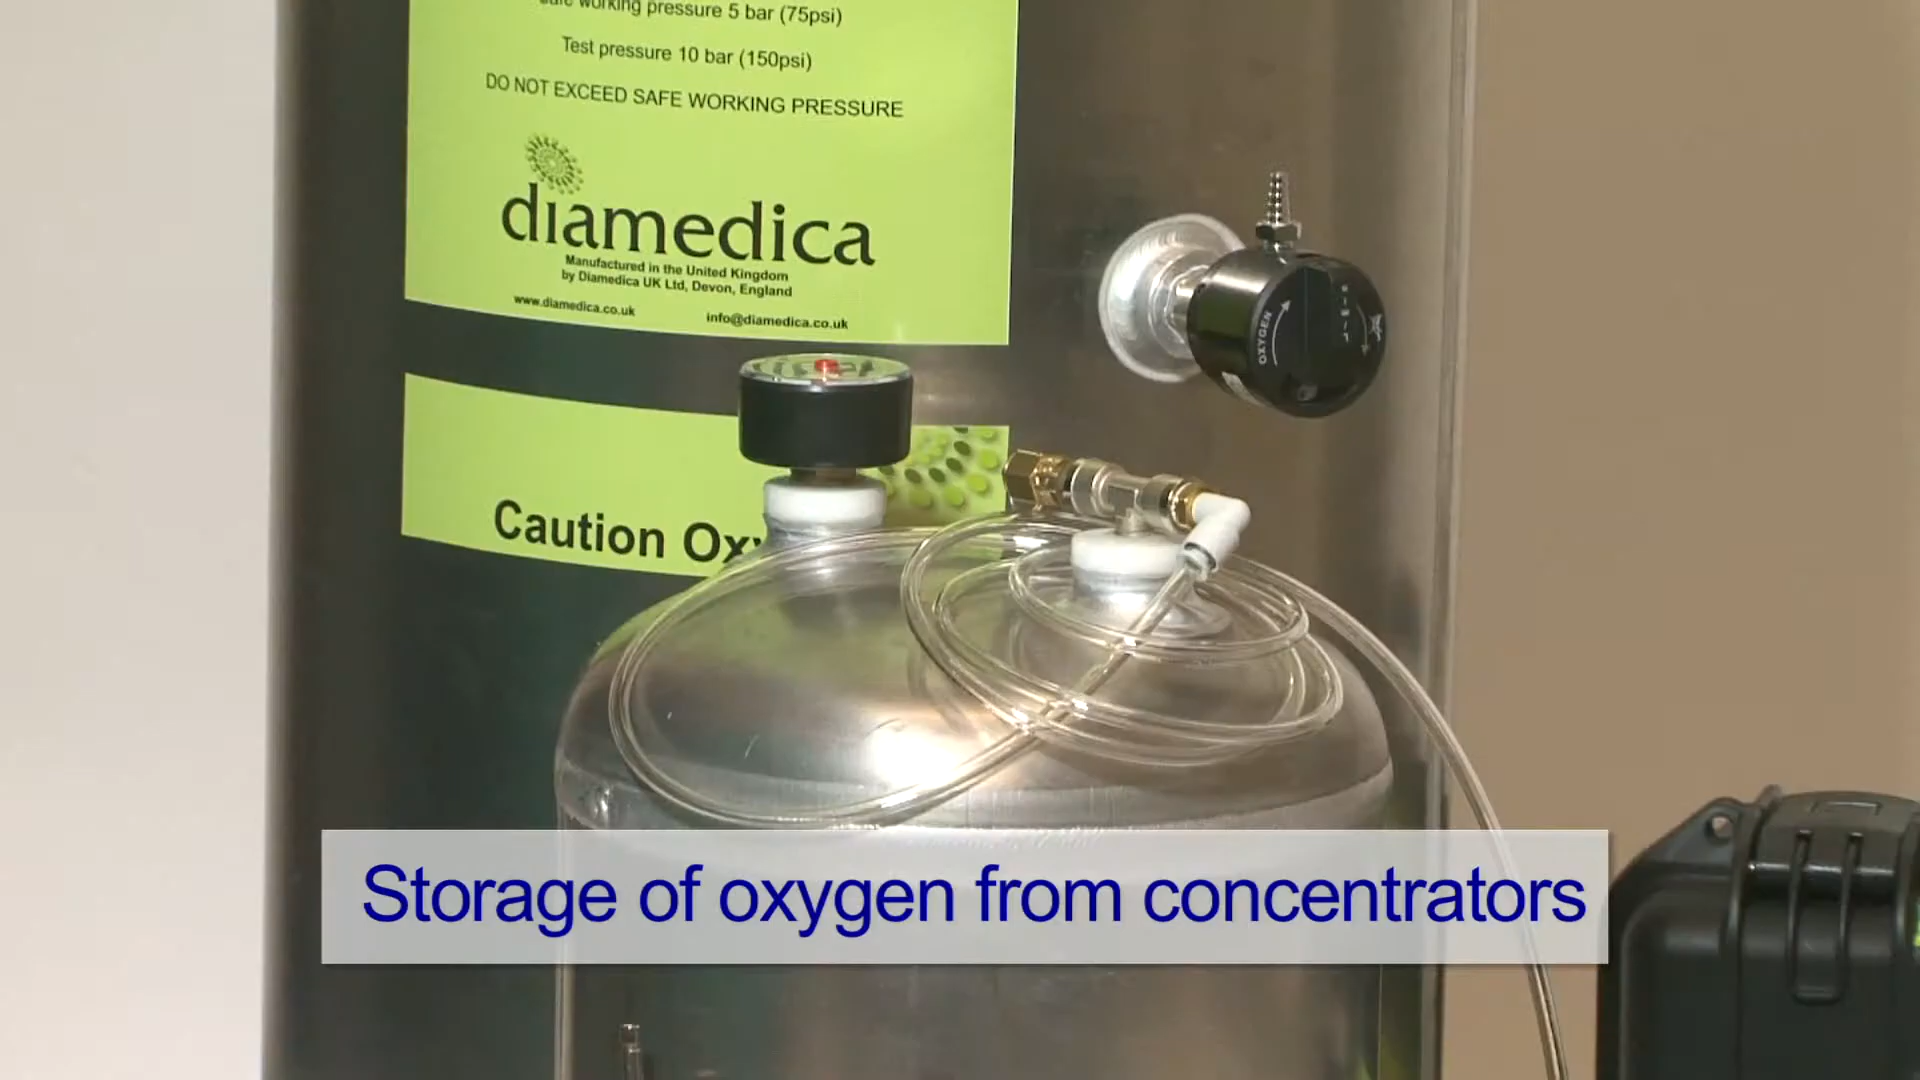 working pressure 5 bar (75psi)
Test pressure 10 bar (150psi)
DO NOT EXCEED SAFE WORKING PRESSURE
diamedica
Manufactured in the United Kingdom
by Diamedica UK Ltd, Devon, England
www.diamedica.co.uk info@diamedica.co.uk
OXYGEN
Caution
Storage of oxygen from concentrators